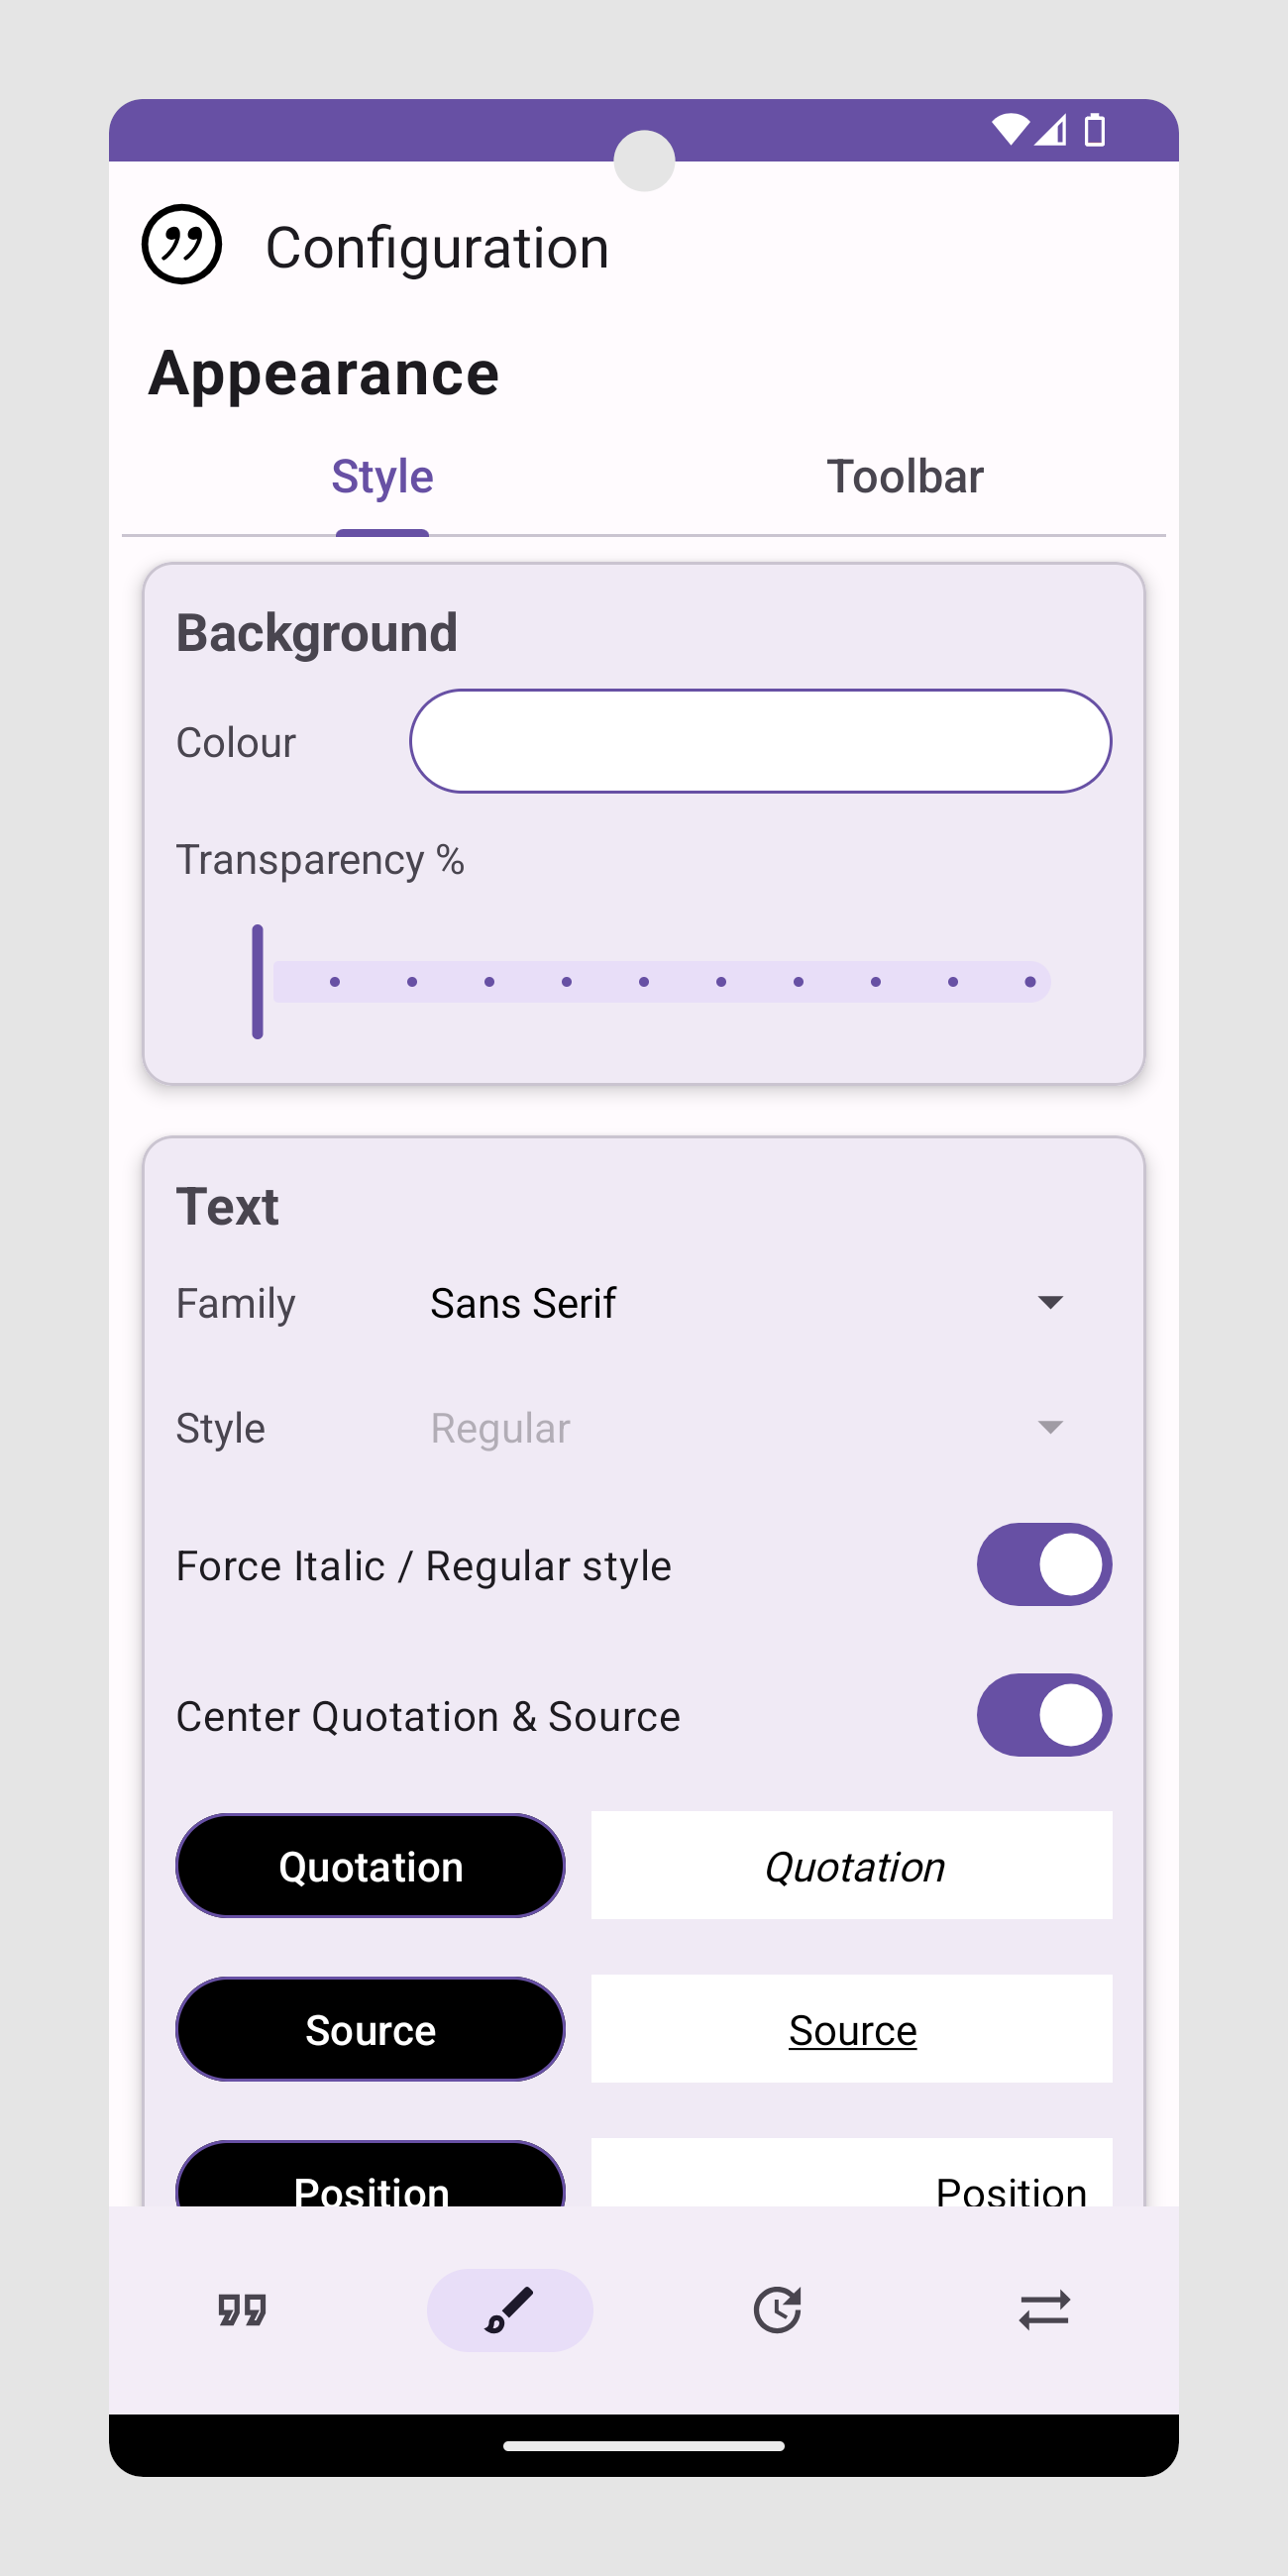 Configuration
Appearance
Style Toolbar
Background
Colour
Transparency %
Text
Family Sans Serif
Style Regular
Force Italic / Regular style
Center Quotation & Source
Quotation Quotation
Source Source
Position Position